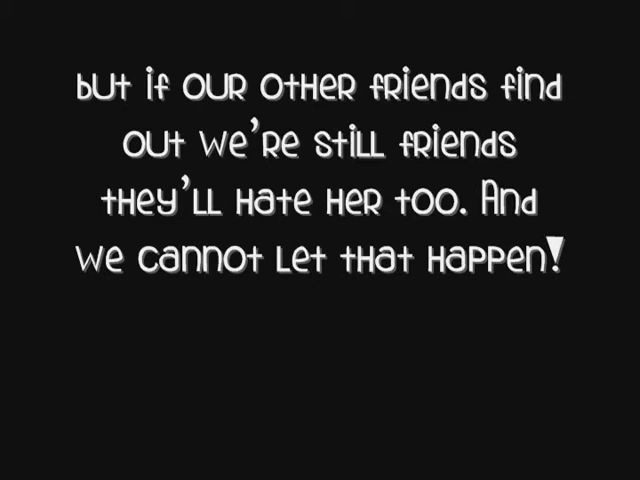 but if our other friends find
out we're still friends
they'll hate her too. And
we cannot let that happen!